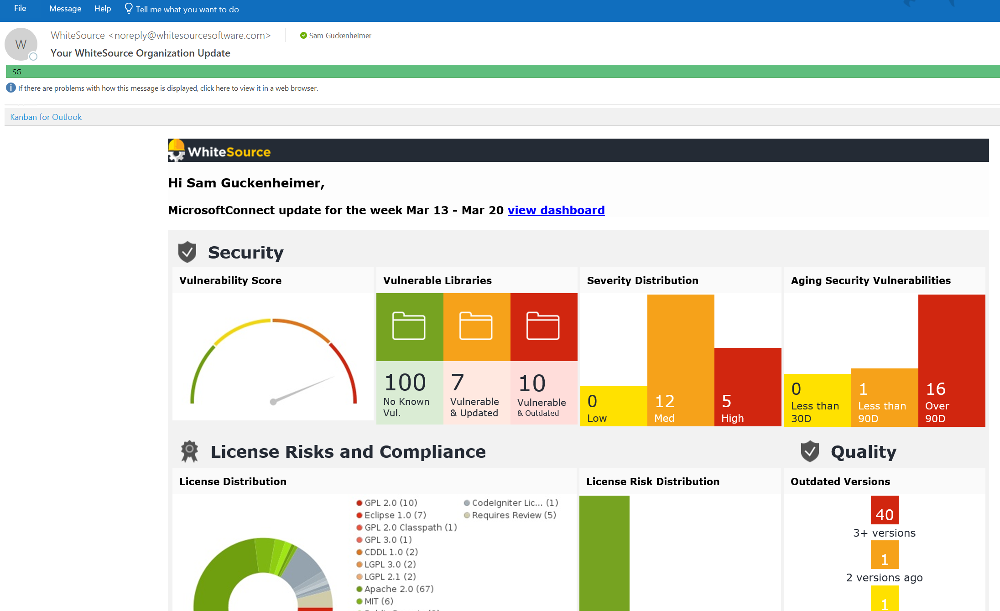 File Message Help Tell me what you want to do
W
WhiteSource <noreply@whitesourcesoftware.com>
Sam Guckenheimer
Your WhiteSource Organization Update
SG
If there are problems with how this message is displayed, click here to view it in a web browser.
Kanban for Outlook
WhiteSource
Hi Sam Guckenheimer,
MicrosoftConnect update for the week Mar 13 - Mar 20 view dashboard
Security
Vulnerability Score
Vulnerable Libraries
100
No Known
Vul.
7
Vulnerable
& Updated
10
Vulnerable
& Outdated
Severity Distribution
0
Low
12
Med
5
High
Aging Security Vulnerabilities
0
Less than
30D
1
Less than
90D
16
Over
90D
License Risks and Compliance
License Distribution
GPL 2.0 (10)
Eclipse 1.0 (7)
GPL 2.0 Classpath (1)
GPL 3.0 (1)
CDDL 1.0 (2)
LGPL 3.0 (2)
LGPL 2.1 (2)
Apache 2.0 (67)
MIT (6)
CodeIgniter Lic... (1)
Requires Review (5)
License Risk Distribution
Quality
Outdated Versions
40
3+ versions
1
2 versions ago
1